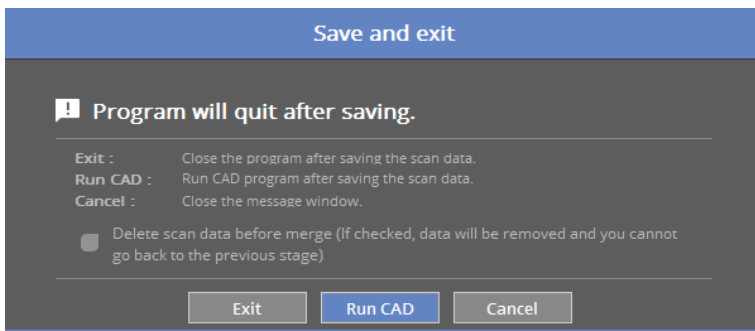 Save and exit
Program will quit after saving.
Exit : Close the program after saving the scan data.
Run CAD : Run CAD program after saving the scan data.
Cancel : Close the message window.
Delete scan data before merge (If checked, data will be removed and you cannot
go back to the previous stage)
Exit Run CAD Cancel